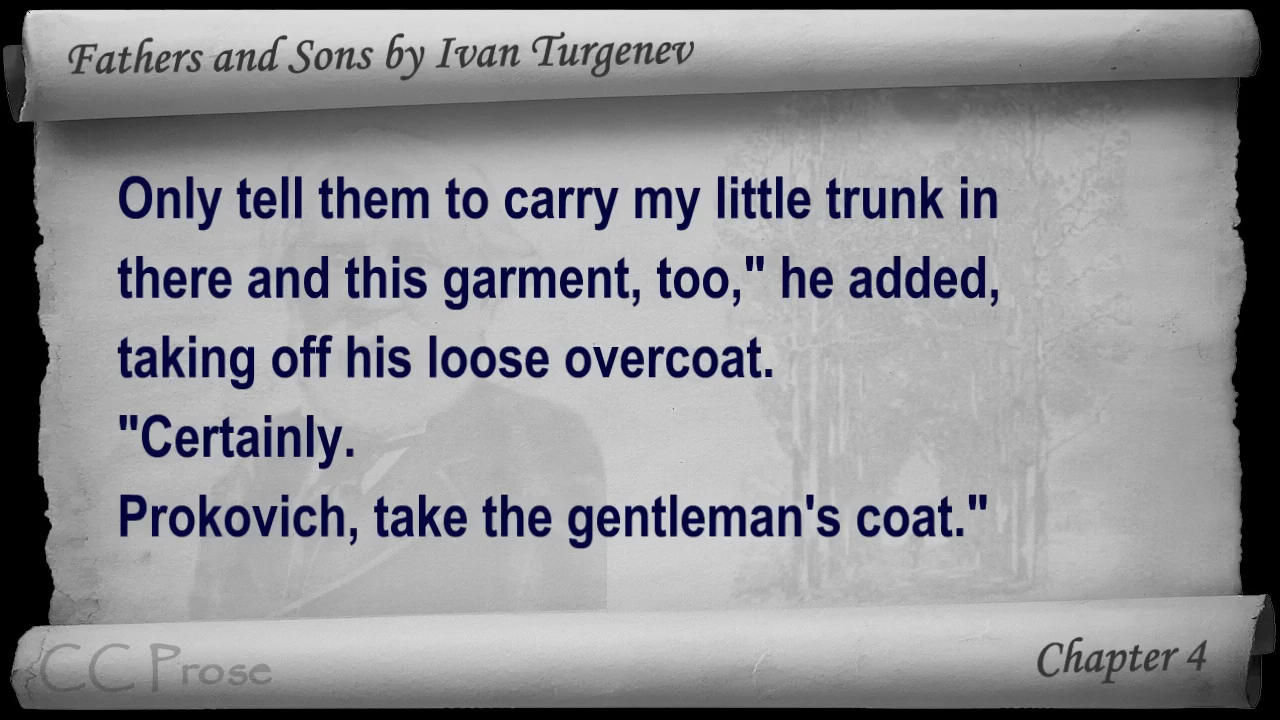 Fathers and Sons by Ivan Turgenev
Only tell them to carry my little trunk in
there and this garment, too," he added,
taking off his loose overcoat.
"Certainly.
Prokovich, take the gentleman's coat."
CC Prose
Chapter 4